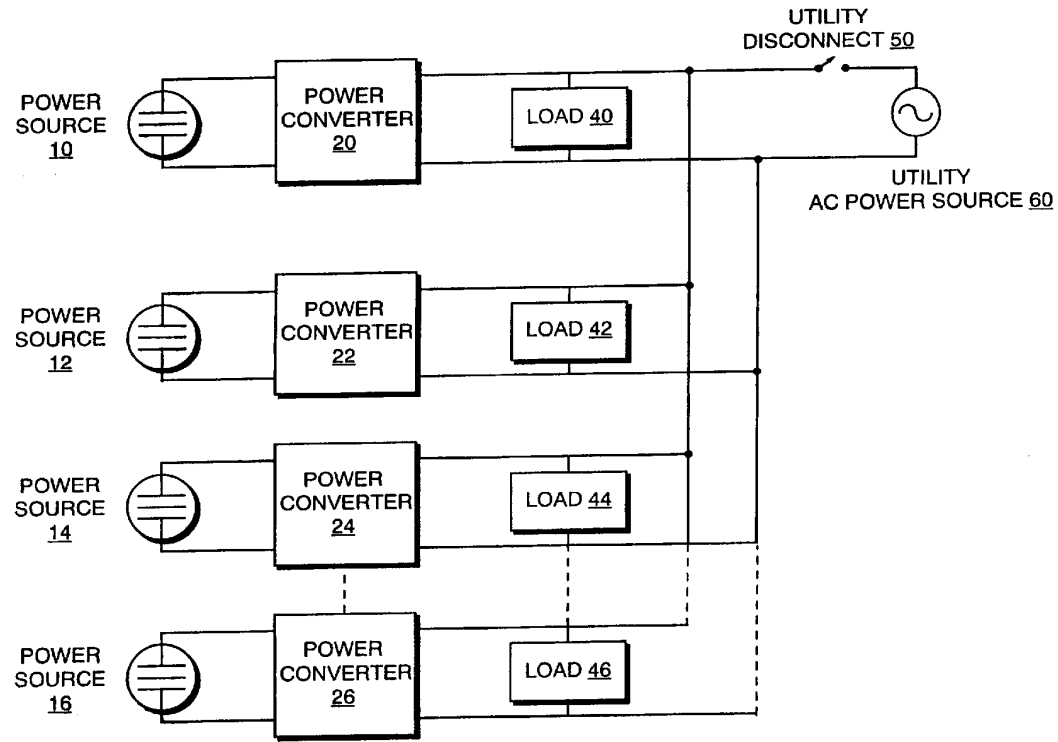 UTILITY
DISCONNECT 50
POWER
SOURCE
10
POWER
CONVERTER
20
LOAD 40
UTILITY
AC POWER SOURCE 60
POWER
SOURCE
12
POWER
CONVERTER
22
LOAD 42
POWER
SOURCE
14
POWER
CONVERTER
24
LOAD 44
POWER
SOURCE
16
POWER
CONVERTER
26
LOAD 46